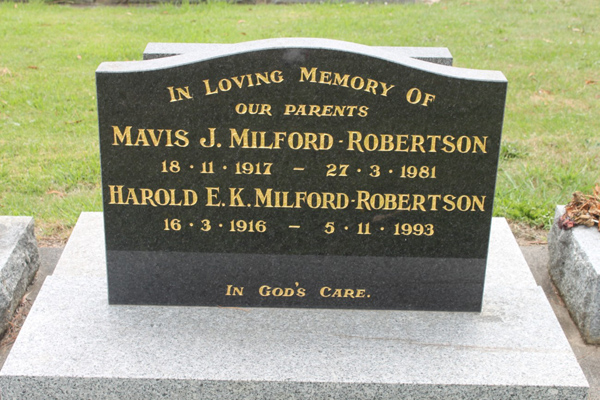 In Loving Memory Of
our parents
Mavis J. Milford-Robertson
18·11·1917 – 27·3·1981
Harold E.K. Milford-Robertson
16·3·1916 – 5·11·1993
In God's Care.